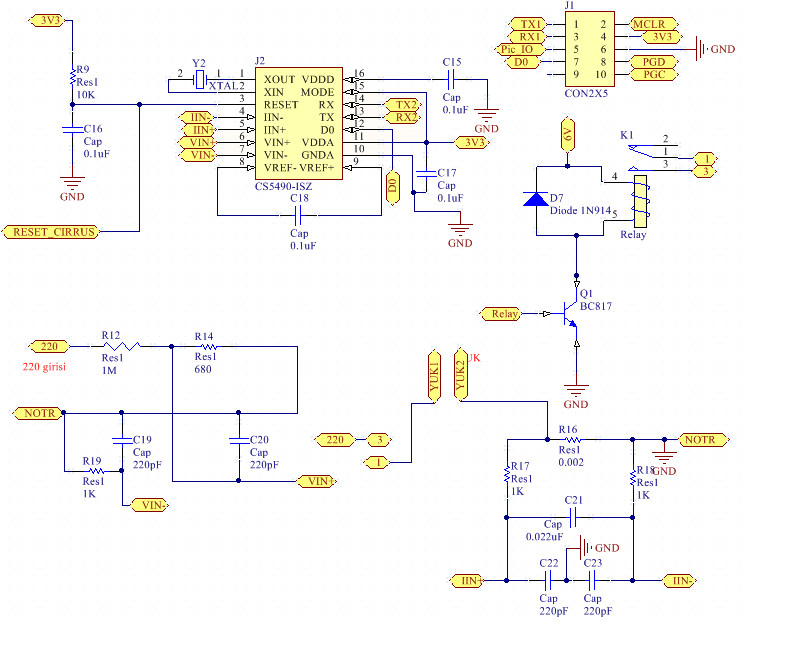 3V3
R9
Res1
10K
C16
Cap
0.1uF
GND
RESET_CIRRUS
Y2
XTAL
2 1
J2
1 XOUT VDDD 16
2 XIN MODE 15
3 RESET RX 14 TX2
IIN- 4 IIN- TX 13 RX2
IIN+ 5 IIN+ D0 12
VIN+ 6 VIN+ VDDA 11 3V3
VIN- 7 VIN- GNDA 10
8 VREF- VREF+ 9
CS5490-ISZ
C18
Cap
0.1uF
D0
C15
Cap
0.1uF
GND
C17
Cap
0.1uF
GND
J1
TX1 1 2 MCLR
RX1 3 4 3V3
Pic IO 5 6 GND
D0 7 8 PGD
9 10 PGC
CON2X5
6V
K1
2
1 1
3 3
4
5
Relay
D7
Diode 1N914
Q1
BC817
Relay
GND
220
220 girisi
R12
Res1
1M
R14
Res1
680
NOTR
C19
Cap
220pF
C20
Cap
220pF
R19
Res1
1K
VIN-
VIN+
220 3
1
YUK1
YUK2
UK
R16
Res1
0.002
NOTR
GND
R17
Res1
1K
R18
Res1
1K
C21
Cap
0.022uF
GND
IIN+
C22
Cap
220pF
C23
Cap
220pF
IIN-